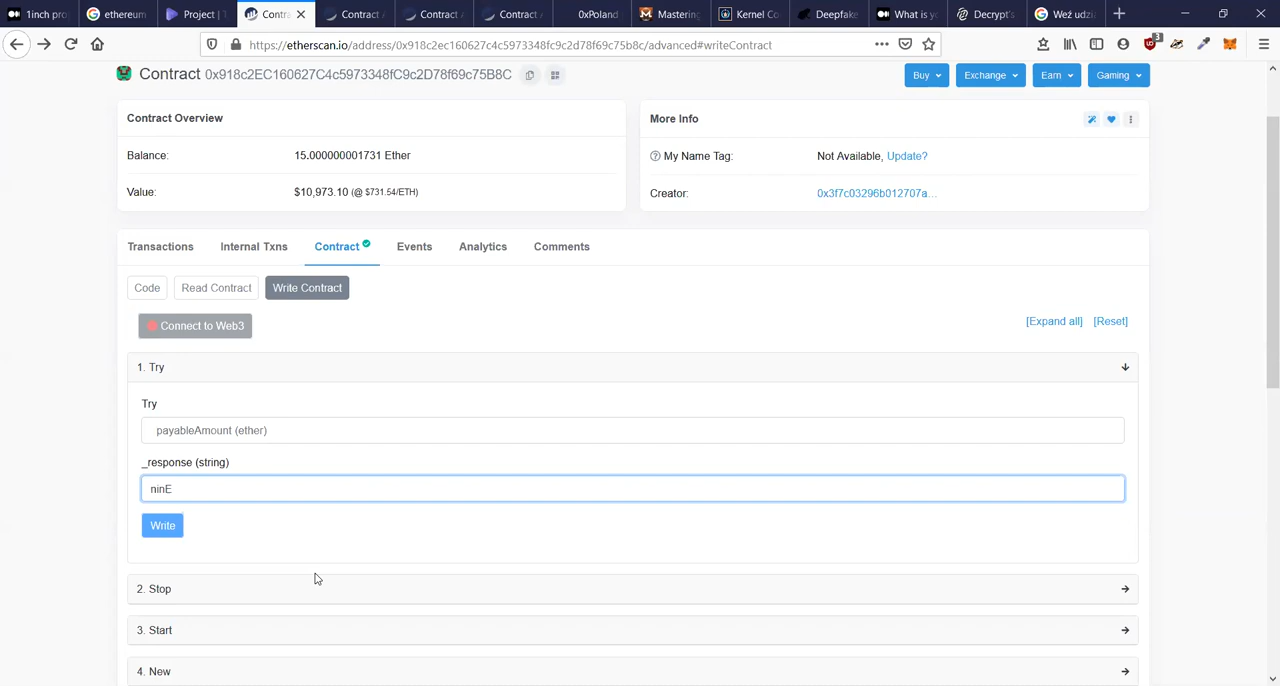 1inch pro
ethereum
Project | T
Contra
Contract
Contract A
Contract A
0xPoland
Mastering
Kernel Co
Deepfake
What is yo
Decrypt's
Weź udzia
https://etherscan.io/address/0x918c2ec160627c4c5973348fc9c2d78f69c75b8c/advanced#writeContract
3
Contract 0x918c2EC160627C4c5973348fC9c2D78f69c75B8C
Buy
Exchange
Earn
Gaming
Contract Overview
Balance:
15.000000001731 Ether
Value:
$10,973.10 (@ $731.54/ETH)
More Info
My Name Tag:
Not Available, Update?
Creator:
0x3f7c03296b012707a...
Transactions
Internal Txns
Contract
Events
Analytics
Comments
Code
Read Contract
Write Contract
Connect to Web3
[Expand all]
[Reset]
1. Try
Try
payableAmount (ether)
_response (string)
ninE
Write
2. Stop
3. Start
4. New